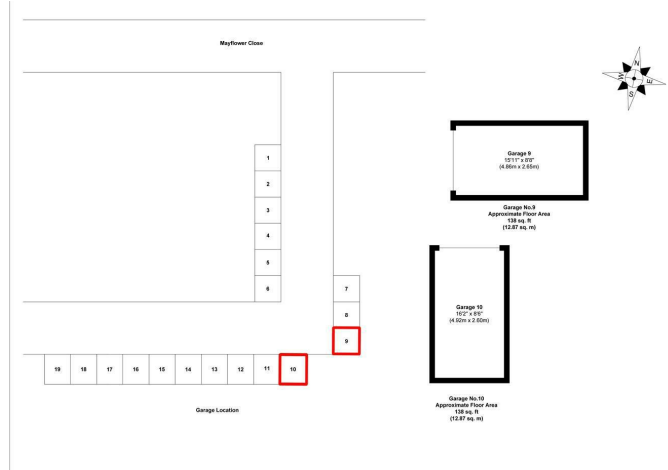 Mayflower Close
N
E
S
W
1
2
3
4
5
6
7
8
9
19 18 17 16 15 14 13 12 11 10
Garage Location
Garage 9
15'11" x 8'8"
(4.86m x 2.65m)
Garage No.9
Approximate Floor Area
138 sq. ft
(12.87 sq. m)
Garage 10
16'2" x 8'6"
(4.92m x 2.60m)
Garage No.10
Approximate Floor Area
138 sq. ft
(12.87 sq. m)